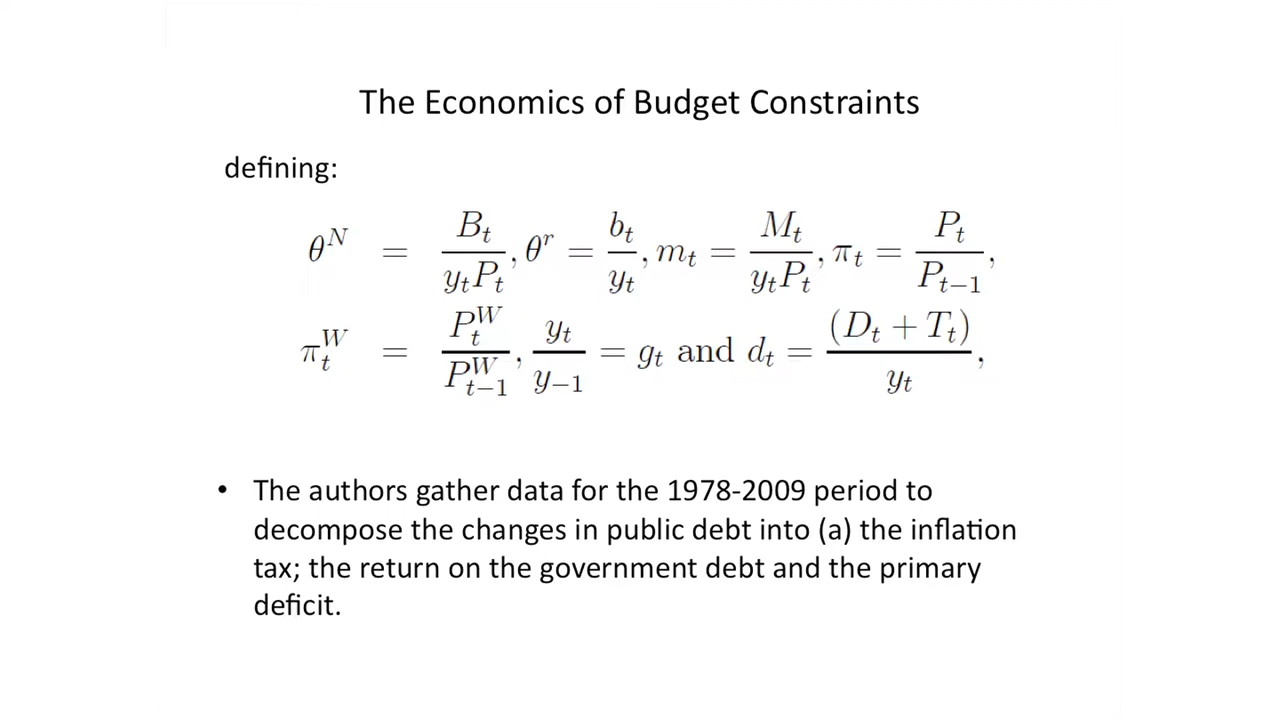 The Economics of Budget Constraints
defining:
θ^N = B_t / (y_t P_t), θ^r = b_t / y_t, m_t = M_t / (y_t P_t), π_t = P_t / P_{t−1},
π_t^W = P_t^W / P_{t−1}^W, y_t / y_{−1} = g_t and d_t = (D_t + T_t) / y_t,
• The authors gather data for the 1978-2009 period to
decompose the changes in public debt into (a) the inflation
tax; the return on the government debt and the primary
deficit.